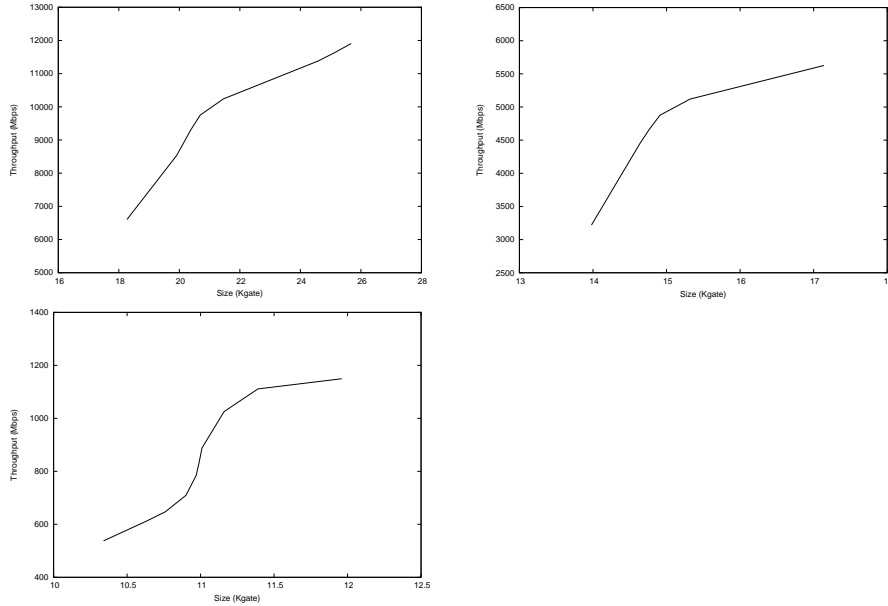 13000
12000
11000
10000
9000
8000
7000
6000
5000
Throughput (Mbps)
16 18 20 22 24 26 28
Size (Kgate)
6500
6000
5500
5000
4500
4000
3500
3000
2500
Throughput (Mbps)
13 14 15 16 17 1
Size (Kgate)
1400
1200
1000
800
600
400
Throughput (Mbps)
10 10.5 11 11.5 12 12.5
Size (Kgate)